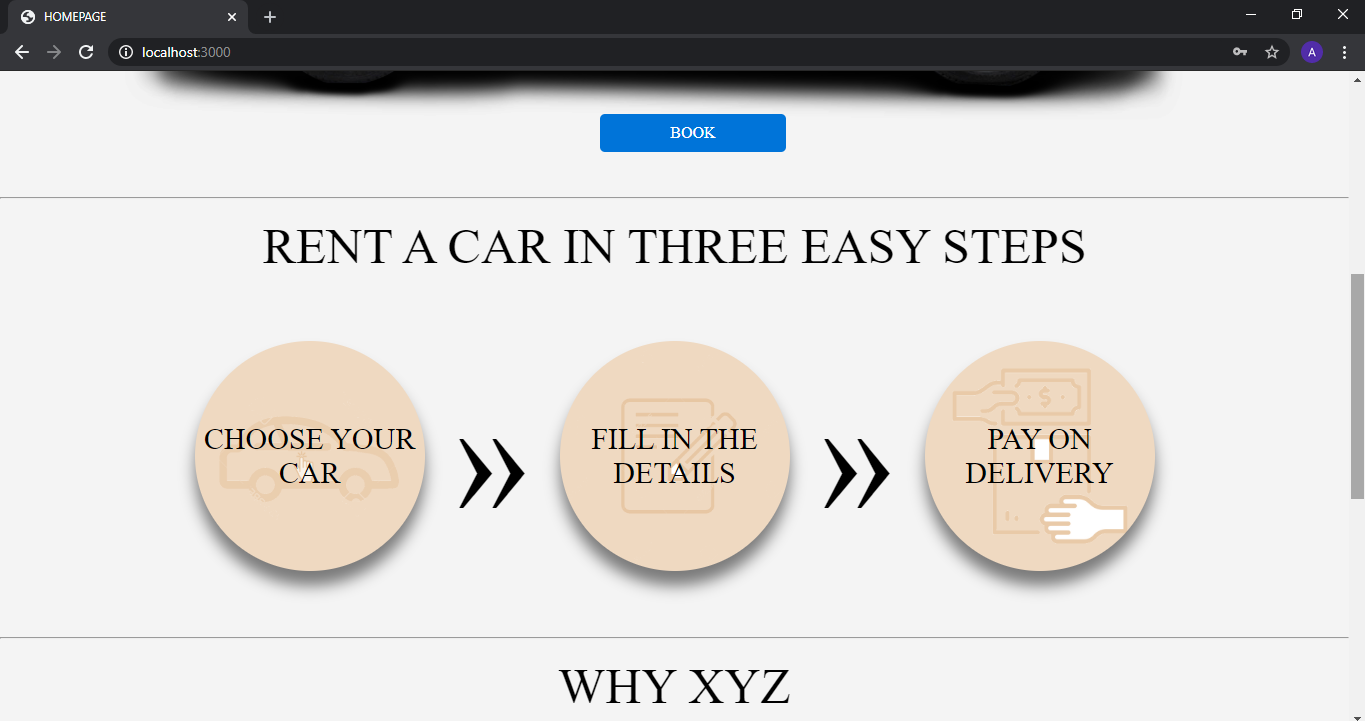 HOMEPAGE
localhost:3000
A
BOOK
RENT A CAR IN THREE EASY STEPS
CHOOSE YOUR
CAR
»
FILL IN THE
DETAILS
»
$
PAY ON
DELIVERY
WHY XYZ